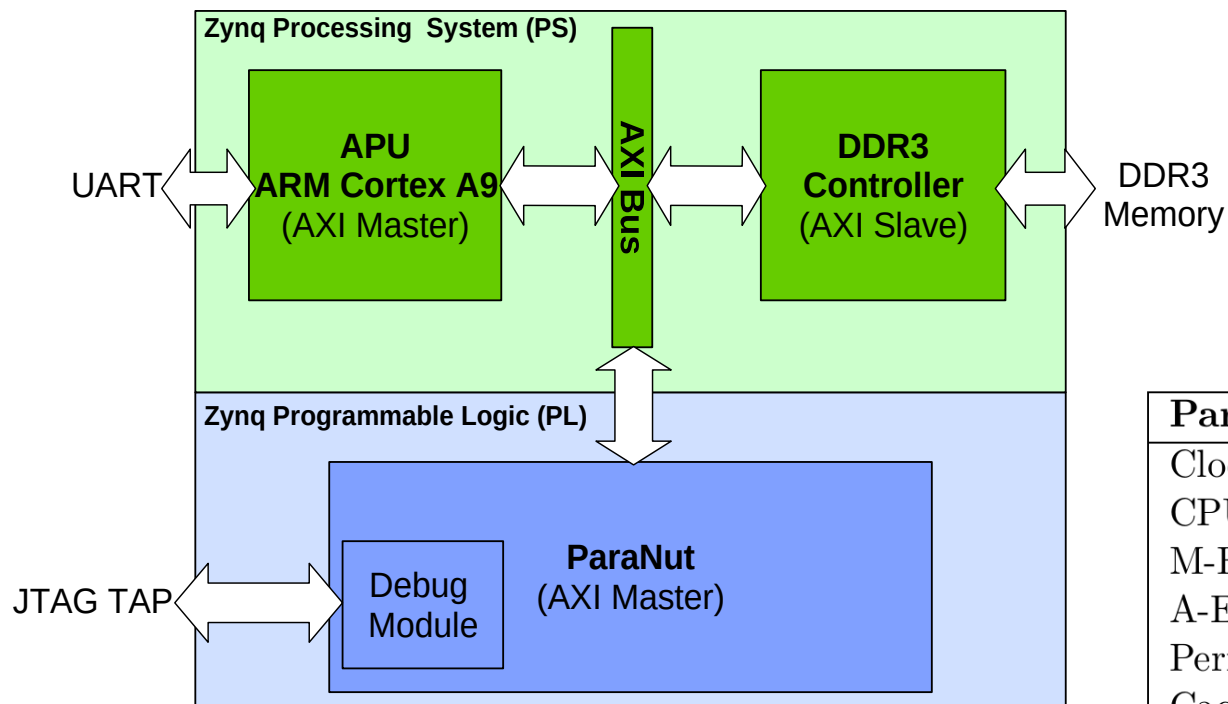 Zynq Processing System (PS)
APU
ARM Cortex A9
(AXI Master)
AXI Bus
DDR3
Controller
(AXI Slave)
UART
DDR3
Memory
Zynq Programmable Logic (PL)
ParaNut
(AXI Master)
Debug
Module
JTAG TAP